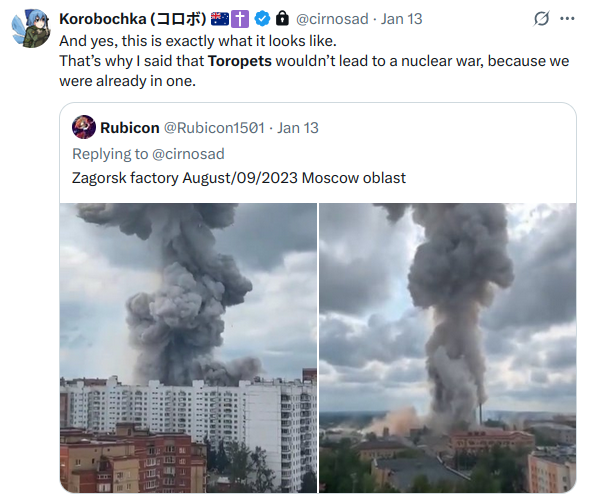 Korobochka (コロボ) 🇦🇺✝️ @cirnosad · Jan 13
And yes, this is exactly what it looks like.
That’s why I said that Toropets wouldn’t lead to a nuclear war, because we
were already in one.
Rubicon @Rubicon1501 · Jan 13
Replying to @cirnosad
Zagorsk factory August/09/2023 Moscow oblast